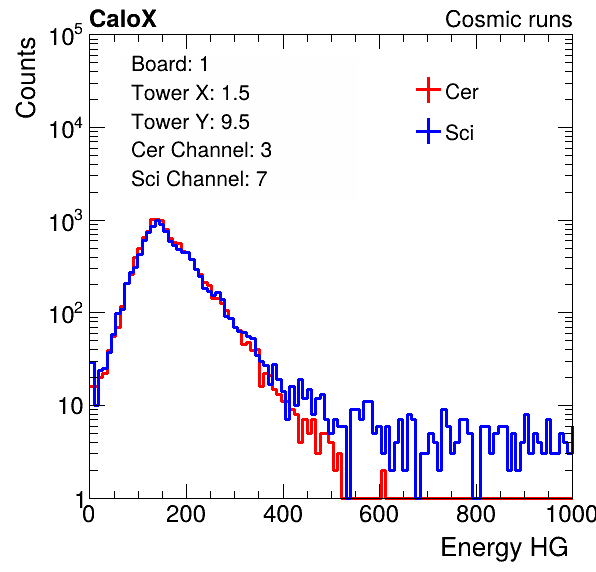 CaloX Cosmic runs
Counts
10^5
10^4
10^3
10^2
10
1
Board: 1
Tower X: 1.5
Tower Y: 9.5
Cer Channel: 3
Sci Channel: 7
Cer
Sci
0 200 400 600 800 1000
Energy HG